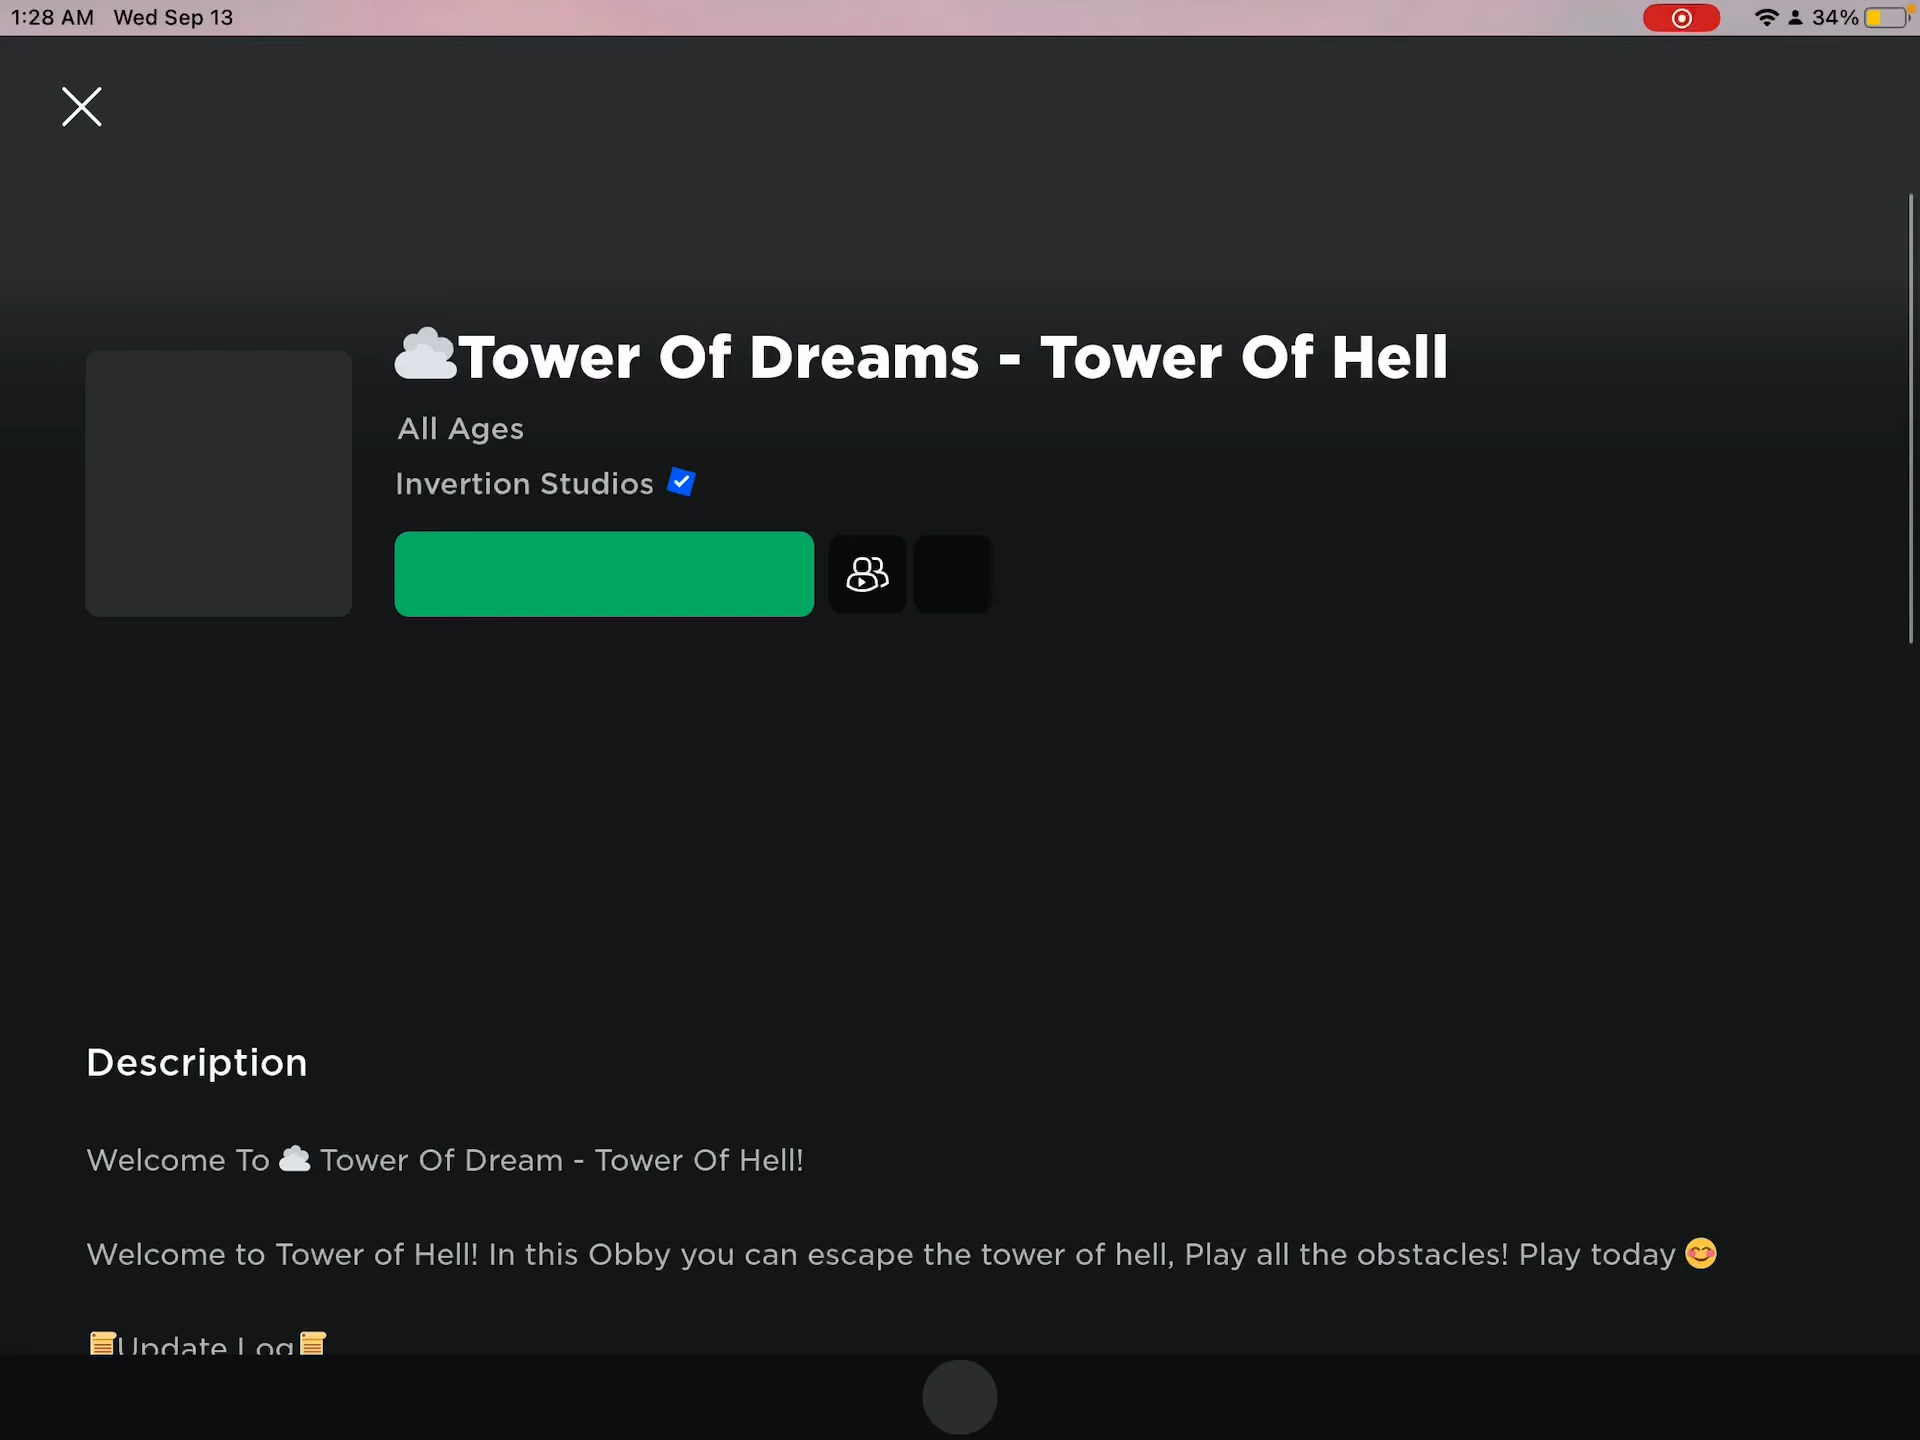 1:28 AM Wed Sep 13
34%
☁️Tower Of Dreams - Tower Of Hell
All Ages
Invertion Studios
Description
Welcome To ☁️ Tower Of Dream - Tower Of Hell!
Welcome to Tower of Hell! In this Obby you can escape the tower of hell, Play all the obstacles! Play today 😊
📜Update Log📜